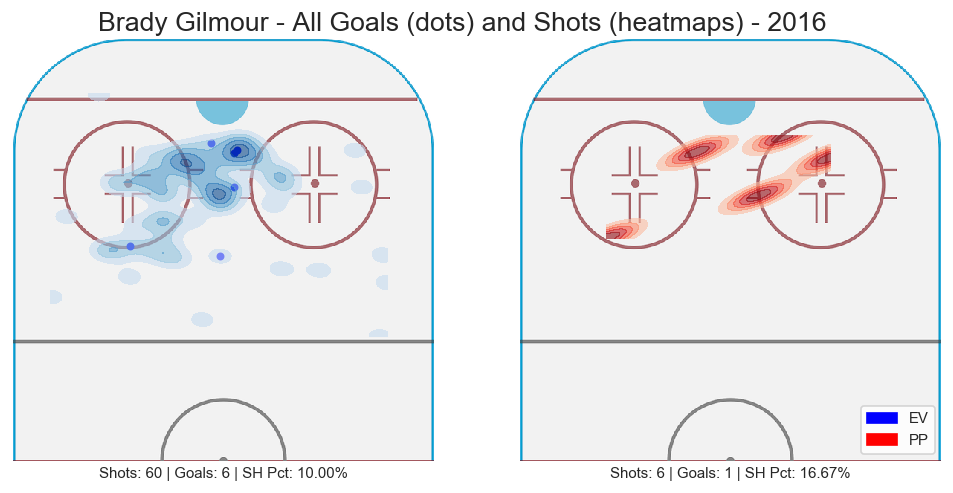 Brady Gilmour - All Goals (dots) and Shots (heatmaps) - 2016
EV
PP
Shots: 60 | Goals: 6 | SH Pct: 10.00%
Shots: 6 | Goals: 1 | SH Pct: 16.67%